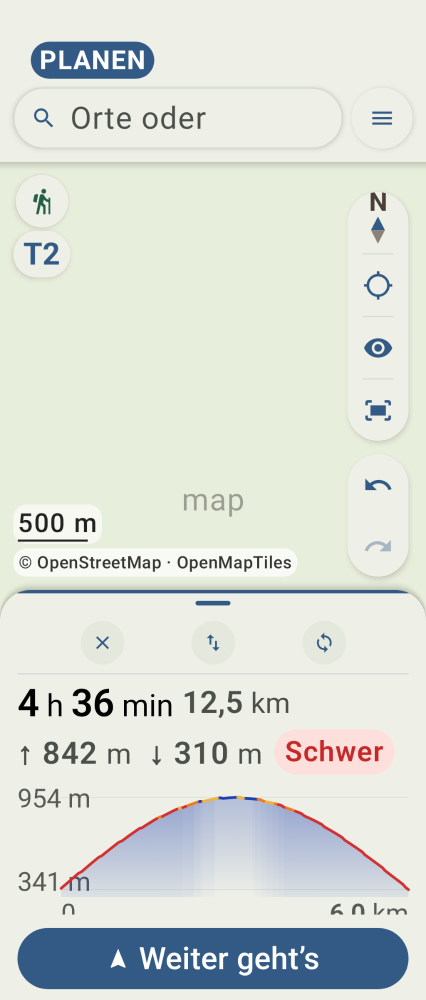 PLANEN
Orte oder
T2
N
map
500 m
© OpenStreetMap · OpenMapTiles
4 h 36 min 12,5 km
↑ 842 m ↓ 310 m Schwer
954 m
341 m
0 6,0 km
Weiter geht's